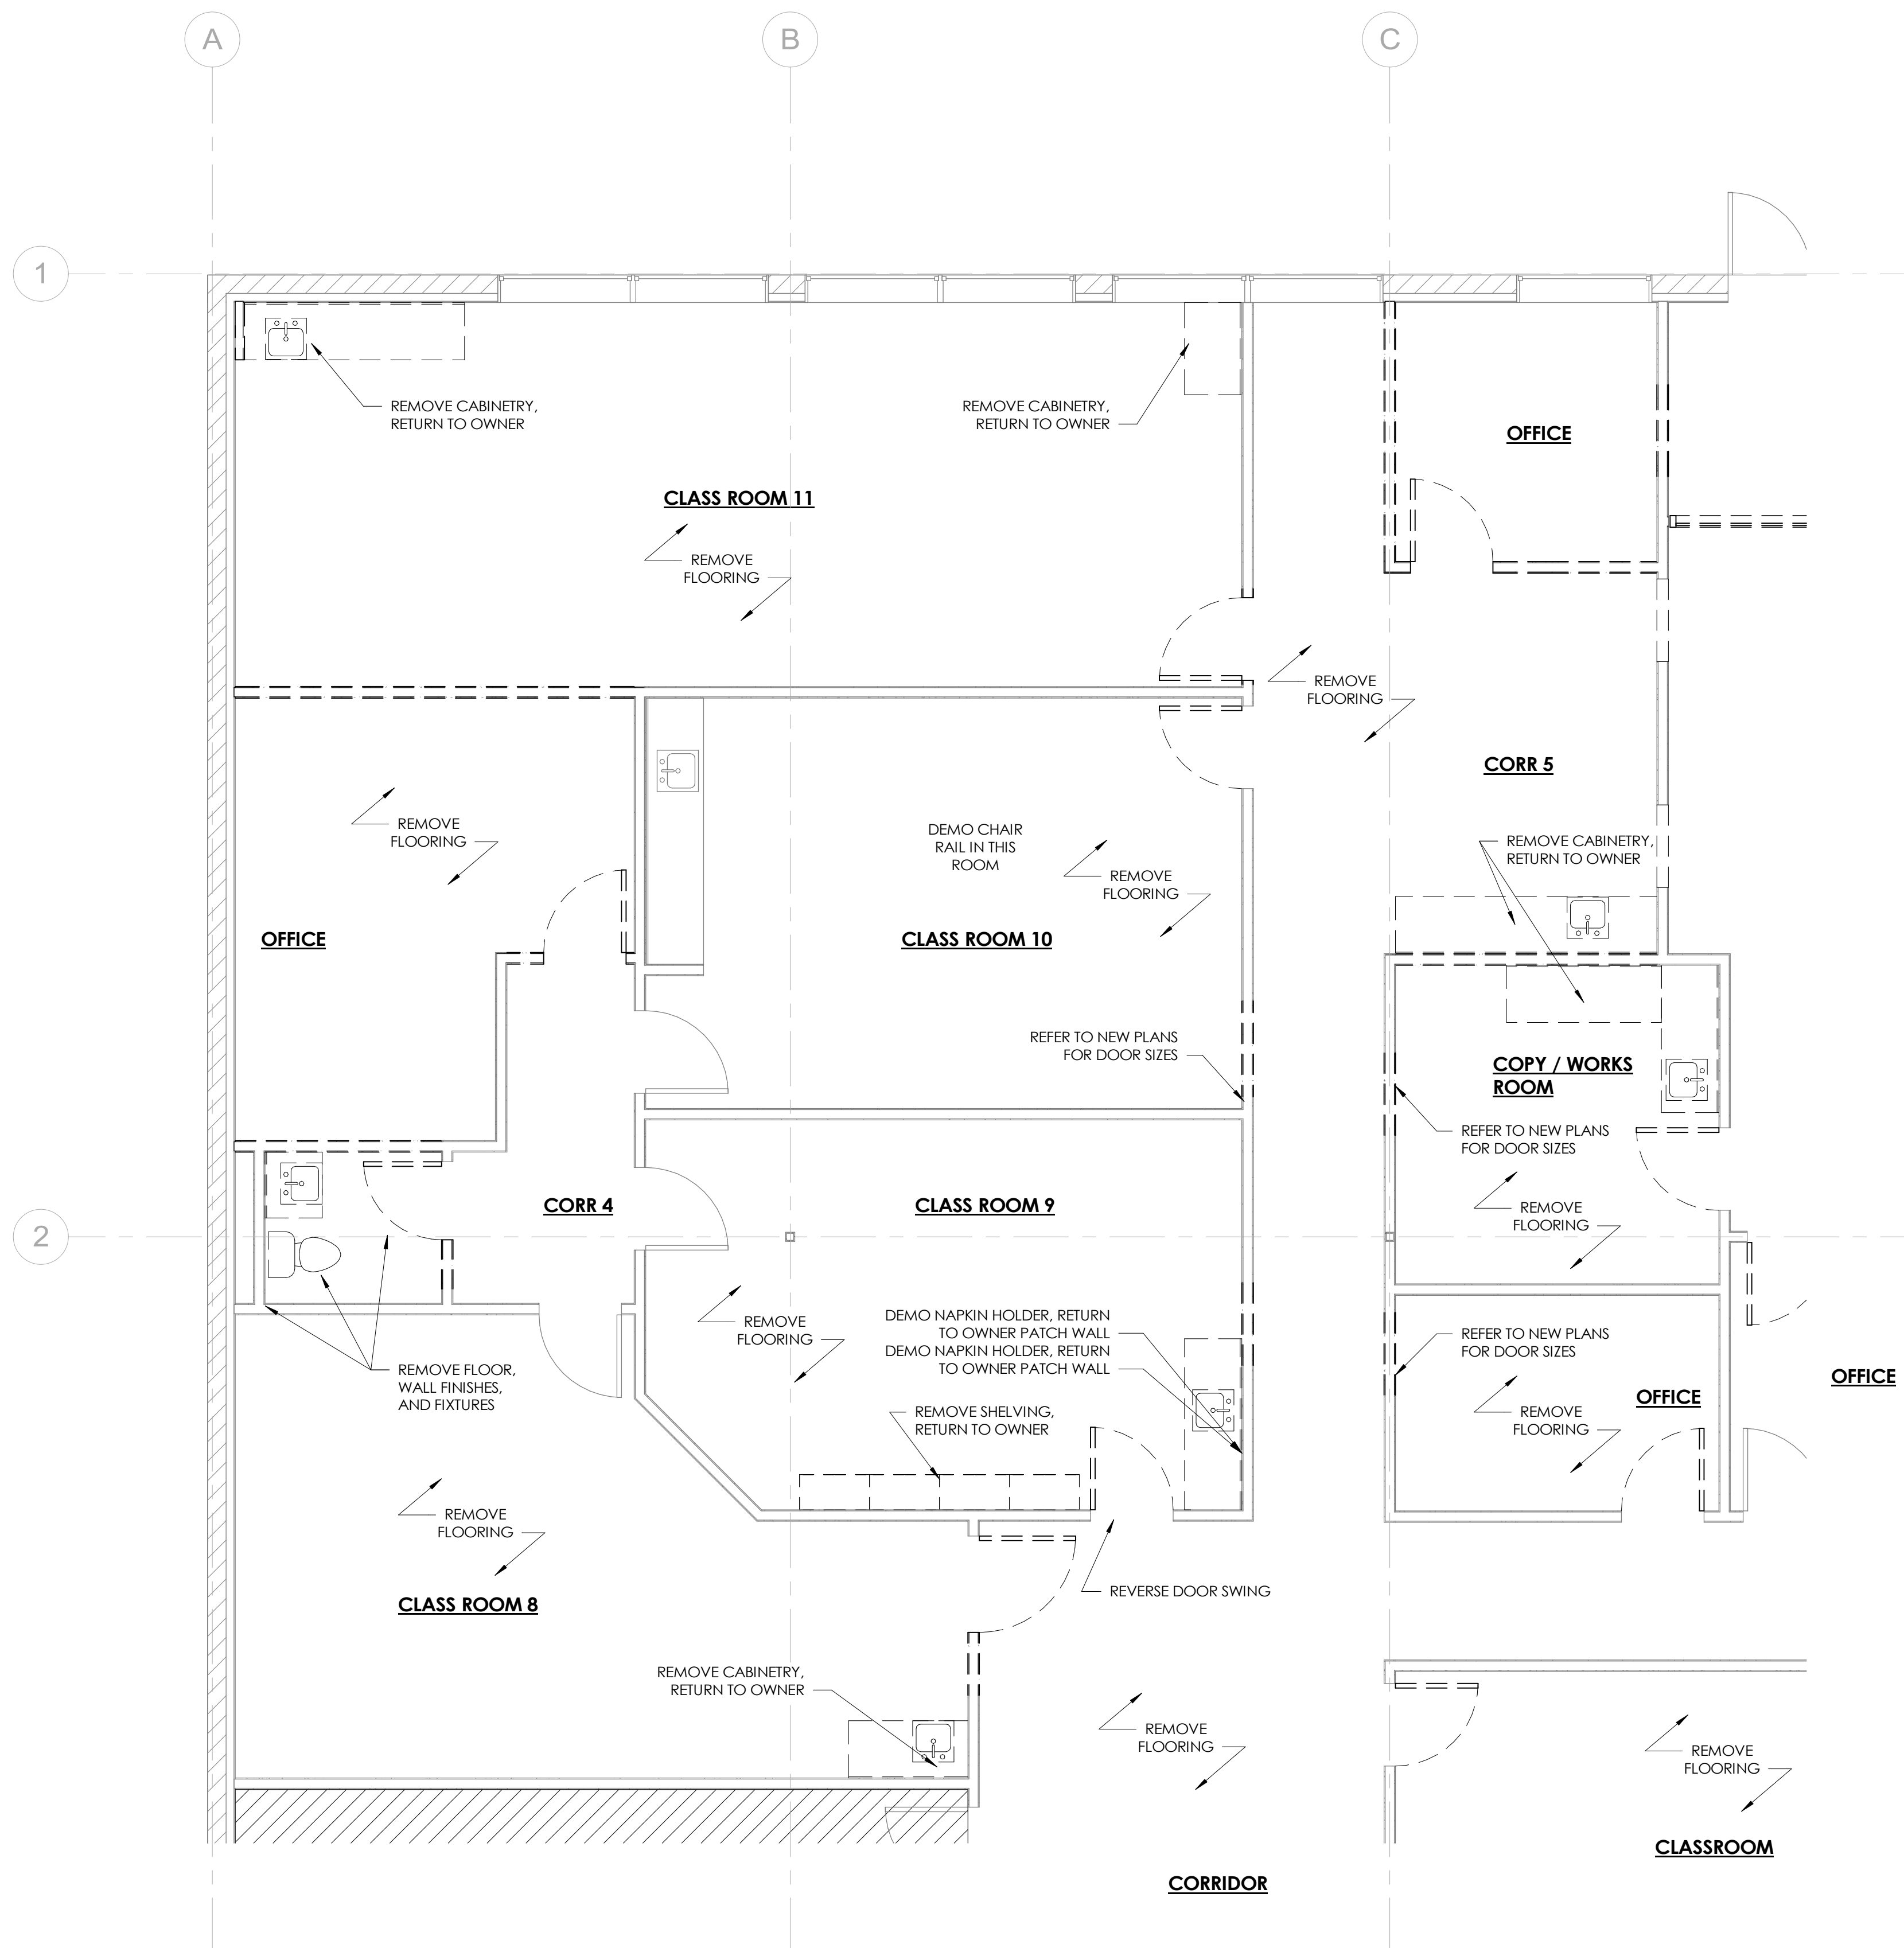 A
B
C
1
REMOVE CABINETRY,
RETURN TO OWNER
REMOVE CABINETRY,
RETURN TO OWNER
OFFICE
CLASS ROOM 11
REMOVE
FLOORING
REMOVE
FLOORING
CORR 5
REMOVE
FLOORING
DEMO CHAIR
RAIL IN THIS
ROOM
REMOVE
FLOORING
REMOVE CABINETRY,
RETURN TO OWNER
OFFICE
CLASS ROOM 10
REFER TO NEW PLANS
FOR DOOR SIZES
COPY / WORKS
ROOM
REFER TO NEW PLANS
FOR DOOR SIZES
CORR 4
CLASS ROOM 9
REMOVE
FLOORING
2
DEMO NAPKIN HOLDER, RETURN
TO OWNER PATCH WALL
DEMO NAPKIN HOLDER, RETURN
TO OWNER PATCH WALL
REMOVE
FLOORING
REFER TO NEW PLANS
FOR DOOR SIZES
REMOVE FLOOR,
WALL FINISHES,
AND FIXTURES
OFFICE
OFFICE
REMOVE SHELVING,
RETURN TO OWNER
REMOVE
FLOORING
REMOVE
FLOORING
REVERSE DOOR SWING
CLASS ROOM 8
REMOVE CABINETRY,
RETURN TO OWNER
REMOVE
FLOORING
REMOVE
FLOORING
CLASSROOM
CORRIDOR